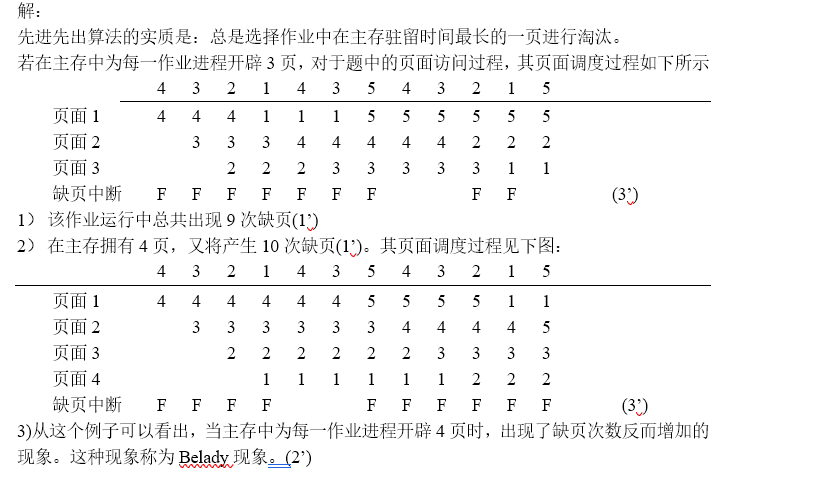 解：
先进先出算法的实质是：总是选择作业中在主存驻留时间最长的一页进行淘汰。
若在主存中为每一作业进程开辟 3 页，对于题中的页面访问过程，其页面调度过程如下所示
4 3 2 1 4 3 5 4 3 2 1 5
页面 1 4 4 4 1 1 1 5 5 5 5 5 5
页面 2 3 3 3 4 4 4 4 4 2 2 2
页面 3 2 2 2 3 3 3 3 3 1 1
缺页中断 F F F F F F F F F (3’)
1） 该作业运行中总共出现 9 次缺页(1’)
2） 在主存拥有 4 页，又将产生 10 次缺页(1’)。其页面调度过程见下图：
4 3 2 1 4 3 5 4 3 2 1 5
页面 1 4 4 4 4 4 4 5 5 5 5 1 1
页面 2 3 3 3 3 3 3 4 4 4 4 5
页面 3 2 2 2 2 2 2 3 3 3 3
页面 4 1 1 1 1 1 1 2 2 2
缺页中断 F F F F F F F F F F (3’)
3)从这个例子可以看出，当主存中为每一作业进程开辟 4 页时，出现了缺页次数反而增加的
现象。这种现象称为 Belady 现象。(2’)